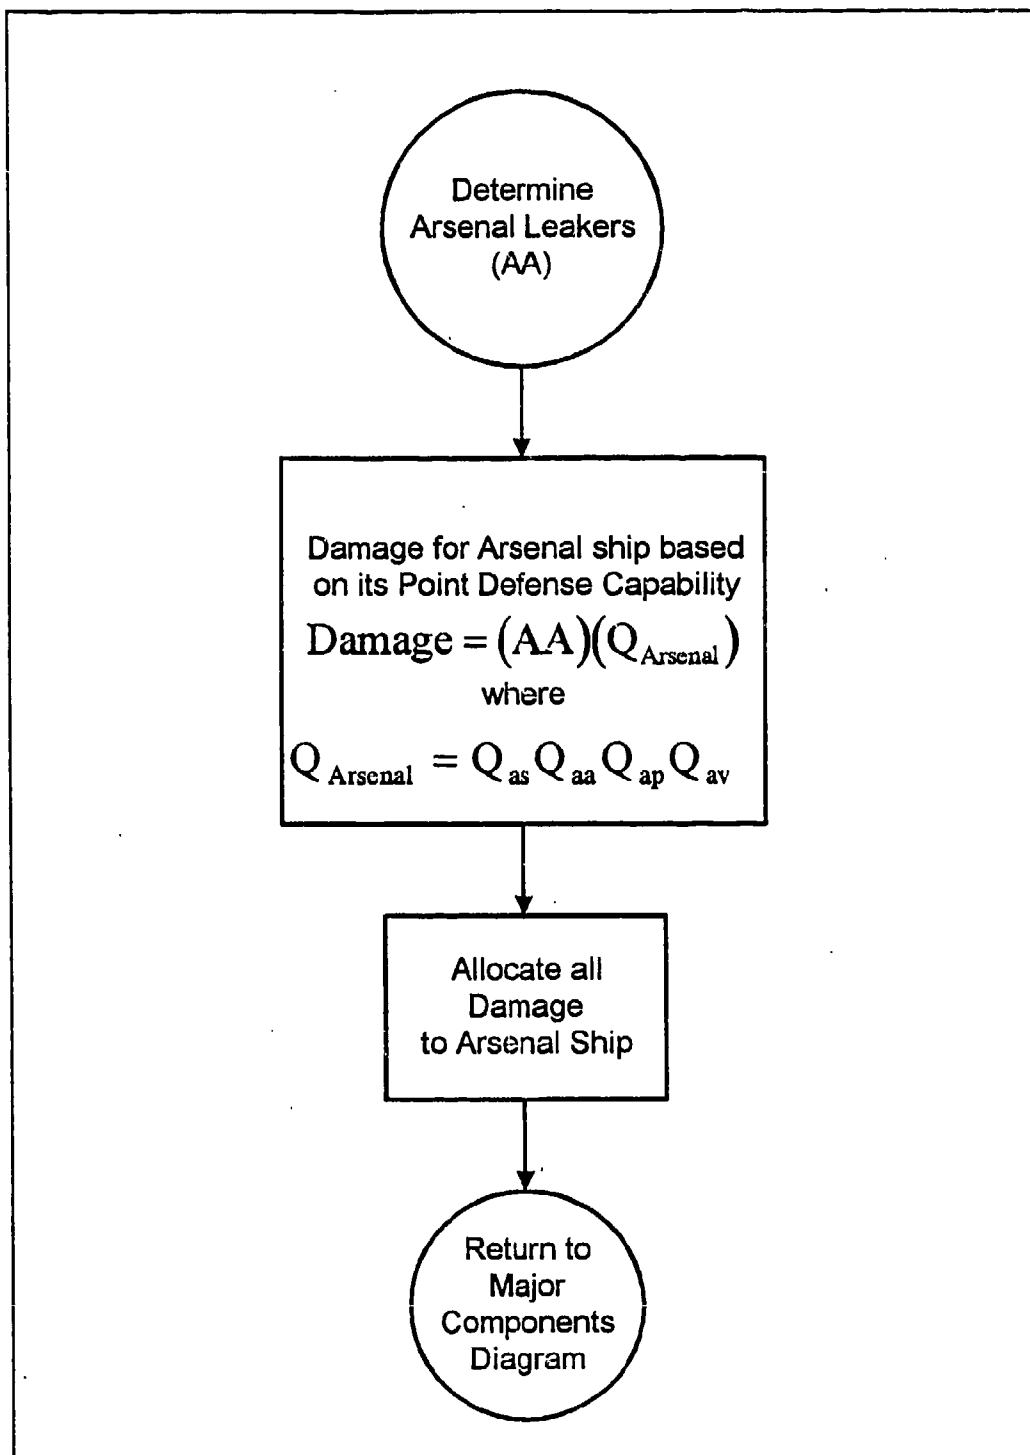 Determine
Arsenal Leakers
(AA)
Damage for Arsenal ship based
on its Point Defense Capability
Damage = (AA)(Q_Arsenal)
where
Q_Arsenal = Q_as Q_aa Q_ap Q_av
Allocate all
Damage
to Arsenal Ship
Return to
Major
Components
Diagram